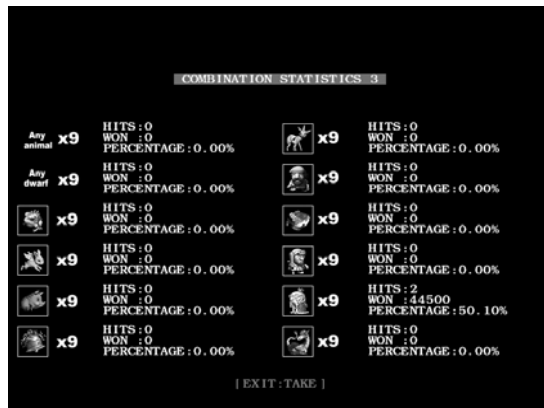 COMBINATION STATISTICS 3
Any animal x9 HITS:0
WON :0
PERCENTAGE:0.00%
x9 HITS:0
WON :0
PERCENTAGE:0.00%
Any dwarf x9 HITS:0
WON :0
PERCENTAGE:0.00%
x9 HITS:0
WON :0
PERCENTAGE:0.00%
x9 HITS:0
WON :0
PERCENTAGE:0.00%
x9 HITS:0
WON :0
PERCENTAGE:0.00%
x9 HITS:0
WON :0
PERCENTAGE:0.00%
x9 HITS:0
WON :0
PERCENTAGE:0.00%
x9 HITS:0
WON :0
PERCENTAGE:0.00%
x9 HITS:2
WON :44500
PERCENTAGE:50.10%
x9 HITS:0
WON :0
PERCENTAGE:0.00%
x9 HITS:0
WON :0
PERCENTAGE:0.00%
[EXIT:TAKE ]